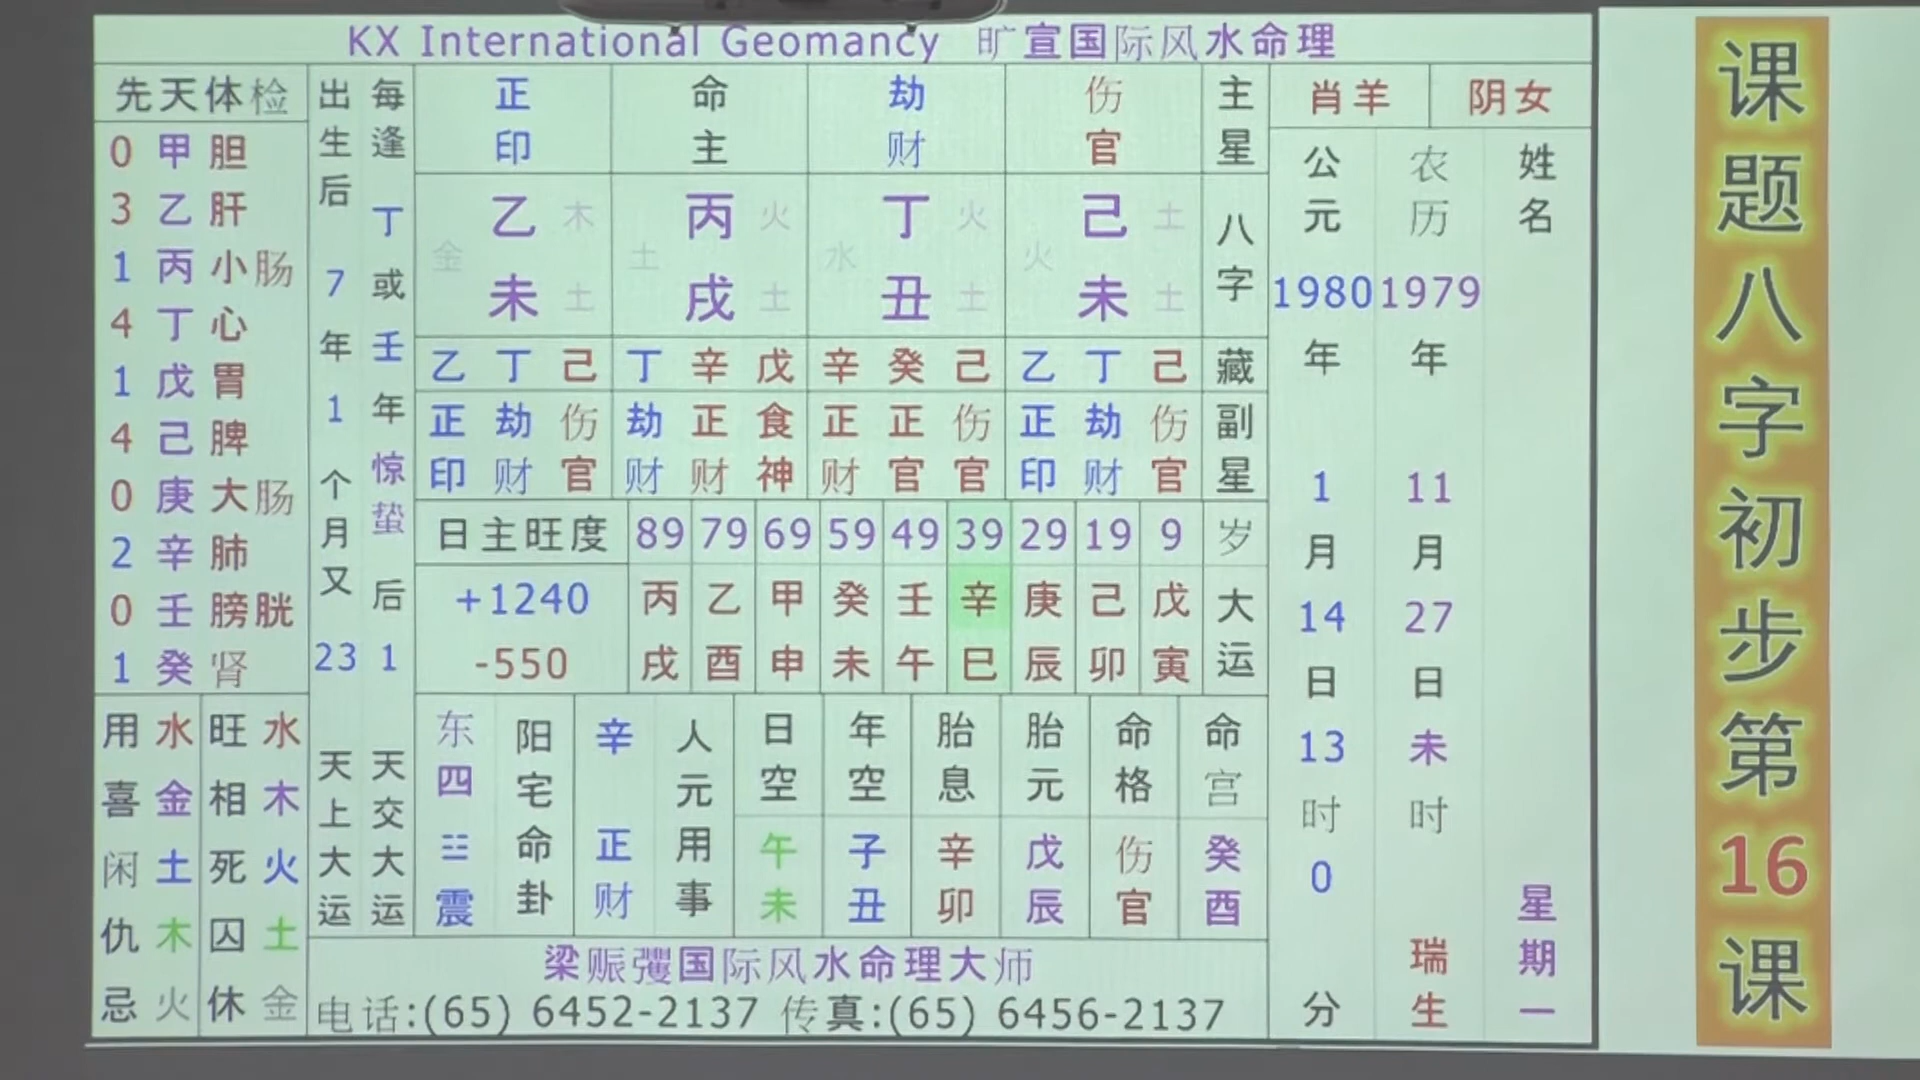 KX International Geomancy 旷宣国际风水命理
先天体检
0 甲 胆
3 乙 肝
1 丙 小肠
4 丁 心
1 戊 胃
4 己 脾
0 庚 大肠
2 辛 肺
0 壬 膀胱
1 癸 肾
用 水 旺 水
喜 金 相 木
闲 土 死 火
仇 木 囚 土
忌 火 休 金
出生后 7 年 1 个月又 23 天上大运
每逢丁或壬年惊蛰后 1 天交大运
正印 命主 劫财 伤官 主星
乙 木 丙 火 丁 火 己 土
金 土 水 火 八字
未 土 戌 土 丑 土 未 土
乙 丁 己 丁 辛 戊 辛 癸 己 乙 丁 己 藏
正印 劫财 伤官 劫财 正财 食神 正财 正官 伤官 正印 劫财 伤官 副星
日主旺度 89 79 69 59 49 39 29 19 9 岁
+1240 丙 乙 甲 癸 壬 辛 庚 己 戊 大
-550 戌 酉 申 未 午 巳 辰 卯 寅 运
东四 ☳ 震 阳宅命卦
辛 正财 人元用事
日空 年空 胎息 胎元 命格 命宫
午未 子丑 辛卯 戊辰 伤官 癸酉
梁赈彟国际风水命理大师
电话:(65) 6452-2137 传真:(65) 6456-2137
肖羊 阴女
公元 1980 年 1 月 14 日 13 时 0 分
农历 1979 年 11 月 27 日 未 时 瑞生
姓名 星期一
课题八字初步第16课